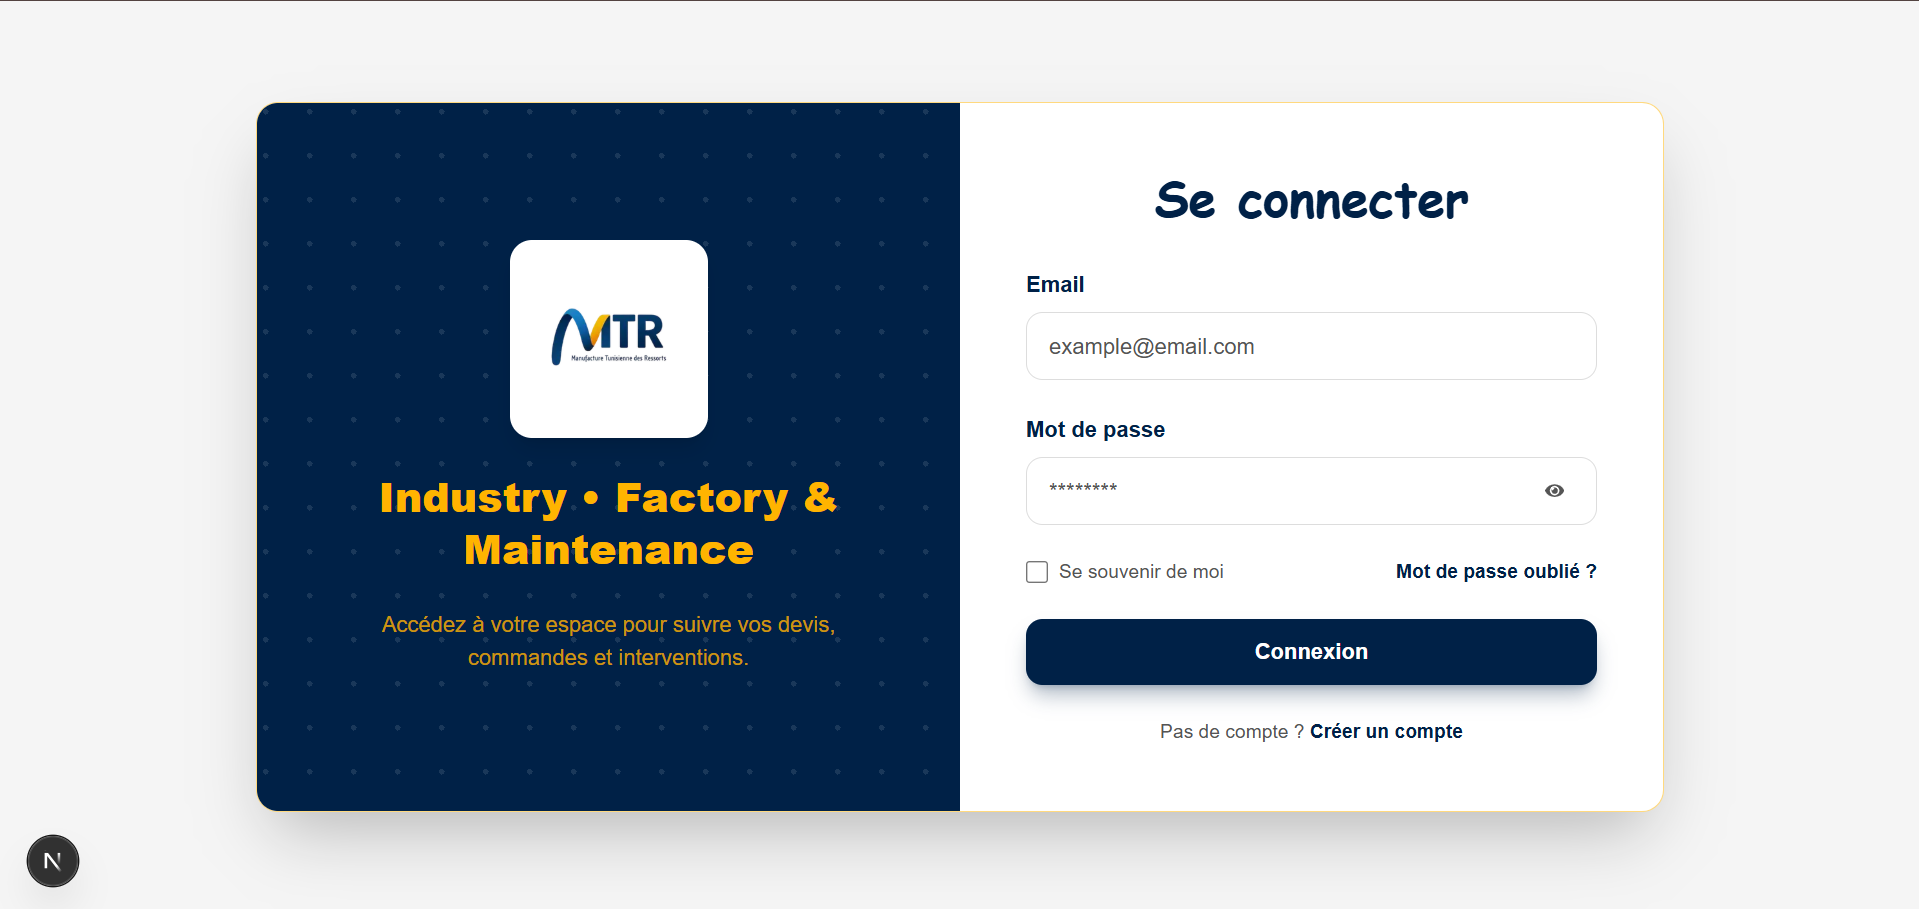 MTR
Manufacture Tunisienne des Ressorts
Industry • Factory &
Maintenance
Accédez à votre espace pour suivre vos devis,
commandes et interventions.
Se connecter
Email
example@email.com
Mot de passe
********
Se souvenir de moi
Mot de passe oublié ?
Connexion
Pas de compte ? Créer un compte
N